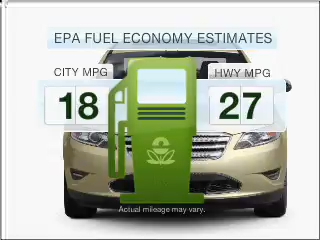 EPA FUEL ECONOMY ESTIMATES
CITY MPG
HWY MPG
18
27
Actual mileage may vary.